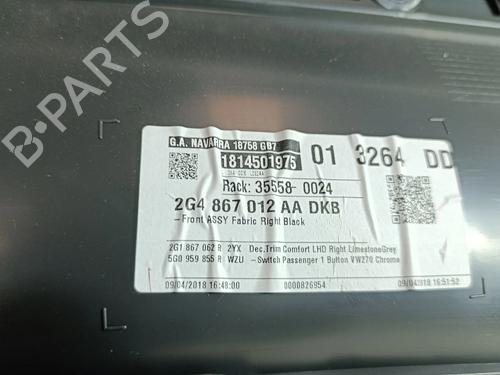 G.A. NAVARRA 18758 GB7
1814501975
01 3264 DD
Rack: 35558- 0024
2G4 867 012 AA DKB
-Front ASSY Fabric Right Black
2G1 867 062 R 2YX Dec.Trim Comfort LHD Right LimestoneGrey
5G0 959 855 R WZU -Switch Passenger 1 Button VW270 Chrome
09/04/2018 16:48:00
0000826954
09/04/2018 16:51:52
B-PARTS